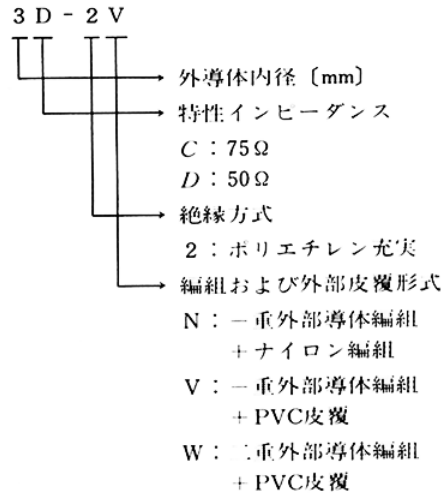 3D-2V
外導体内径〔mm〕
特性インピーダンス
C:75Ω
D:50Ω
絶縁方式
2:ポリエチレン充実
編組および外部皮覆形式
N:一重外部導体編組
+ナイロン編組
V:一重外部導体編組
+PVC皮覆
W:二重外部導体編組
+PVC皮覆